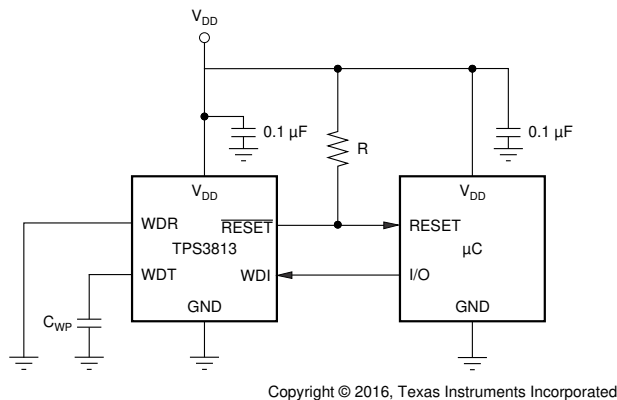 VDD
0.1 µF
R
0.1 µF
VDD
WDR
RESET
TPS3813
WDT
WDI
GND
CWP
VDD
RESET
µC
I/O
GND
Copyright © 2016, Texas Instruments Incorporated